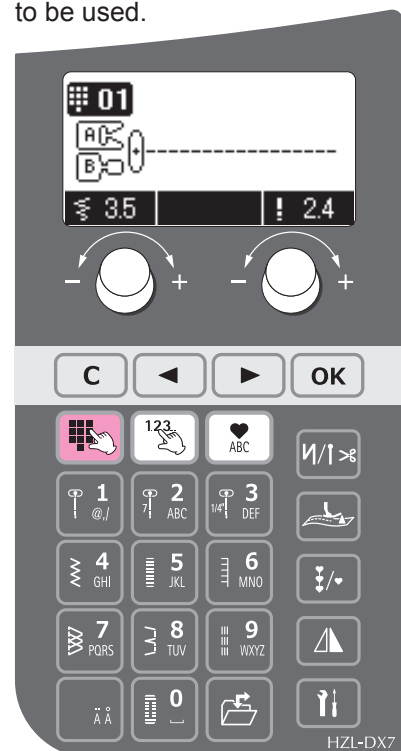 to be used.
01
A
B
3.5 2.4
- + - +
C OK
123...
ABC
1 @./ 7 2 ABC 1/4" 3 DEF
4 GHI 5 JKL 6 MNO
7 PQRS 8 TUV 9 WXYZ
Ä Å 0
HZL-DX7